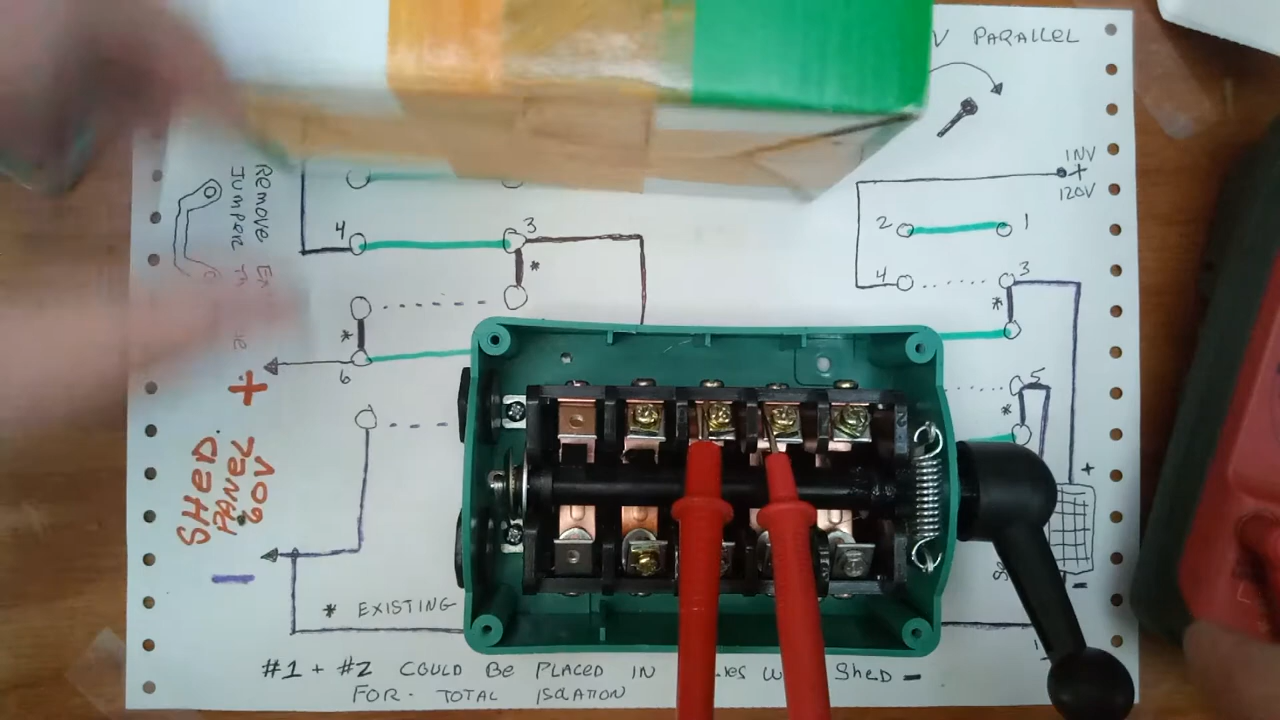 V PARALLEL
INV
+
120V
2 1
4 3
4 3
*
*
*
6
5
*
REMOVE
JUMPER
+
SHED
PANEL
60V
-
+
-
* EXISTING
#1 + #2 COULD BE PLACED IN SHED -
FOR TOTAL ISOLATION